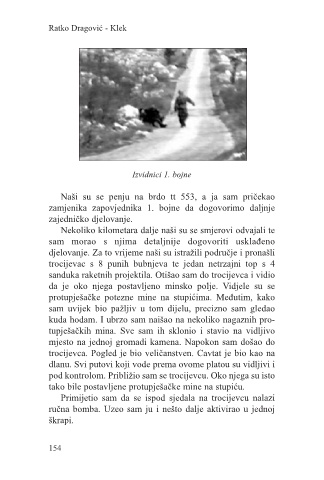 Ratko Dragović - Klek
Izvidnici 1. bojne
Naši su se penju na brdo tt 553, a ja sam pričekao
zamjenika zapovjednika 1. bojne da dogovorimo daljnje
zajedničko djelovanje.
Nekoliko kilometara dalje naši su se smjerovi odvajali te
sam morao s njima detaljnije dogovoriti usklađeno
djelovanje. Za to vrijeme naši su istražili područje i pronašli
trocijevac s 8 punih bubnjeva te jedan netrzajni top s 4
sanduka raketnih projektila. Otišao sam do trocijevca i vidio
da je oko njega postavljeno minsko polje. Vidjele su se
protupješačke potezne mine na stupićima. Međutim, kako
sam uvijek bio pažljiv u tom dijelu, precizno sam gledao
kuda hodam. I ubrzo sam naišao na nekoliko nagaznih pro-
tupješačkih mina. Sve sam ih sklonio i stavio na vidljivo
mjesto na jednoj gromadi kamena. Napokon sam došao do
trocijevca. Pogled je bio veličanstven. Cavtat je bio kao na
dlanu. Svi putovi koji vode prema ovome platou su vidljivi i
pod kontrolom. Približio sam se trocijevcu. Oko njega su isto
tako bile postavljene protupješačke mine na stupiću.
Primijetio sam da se ispod sjedala na trocijevcu nalazi
ručna bomba. Uzeo sam ju i nešto dalje aktivirao u jednoj
škrapi.
154